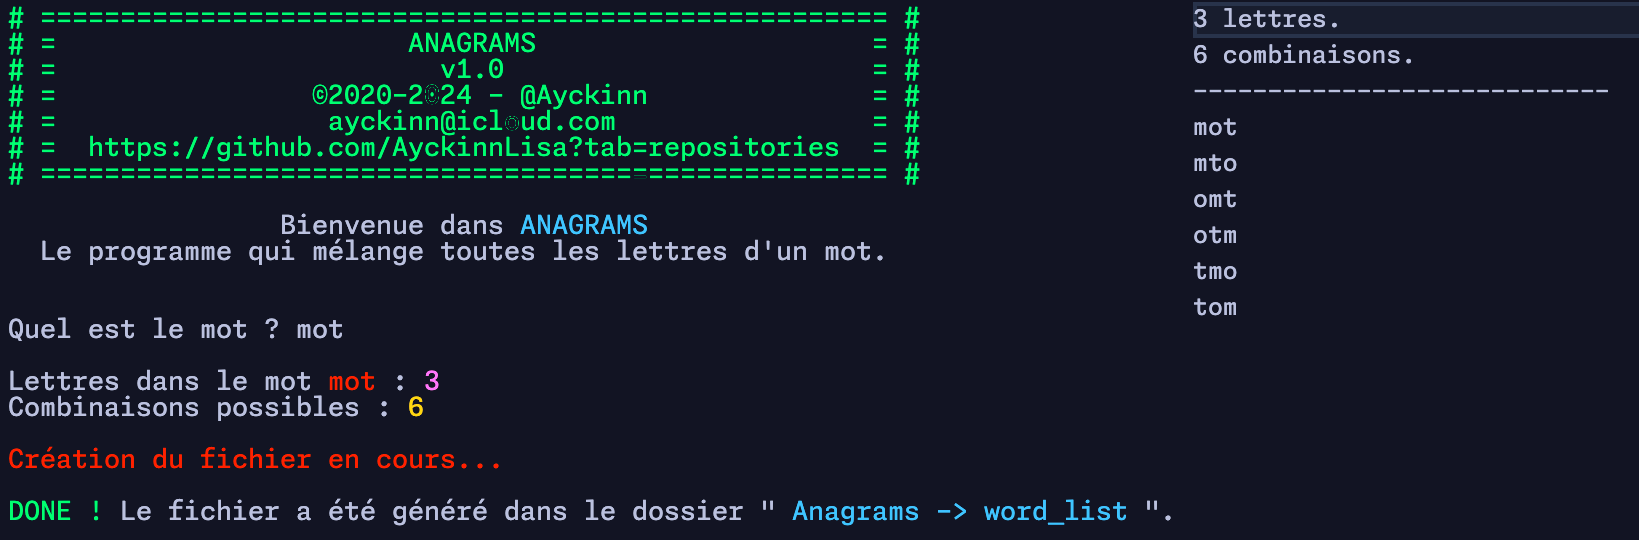 # ===================================================== #
# = ANAGRAMS = #
# = v1.0 = #
# = ©2020-2024 - @Ayckinn = #
# = ayckinn@icloud.com = #
# = https://github.com/AyckinnLisa?tab=repositories = #
# ===================================================== #
Bienvenue dans ANAGRAMS
Le programme qui mélange toutes les lettres d'un mot.
Quel est le mot ? mot
Lettres dans le mot mot : 3
Combinaisons possibles : 6
Création du fichier en cours...
DONE ! Le fichier a été généré dans le dossier " Anagrams -> word_list ".
3 lettres.
6 combinaisons.
----------------------------
mot
mto
omt
otm
tmo
tom